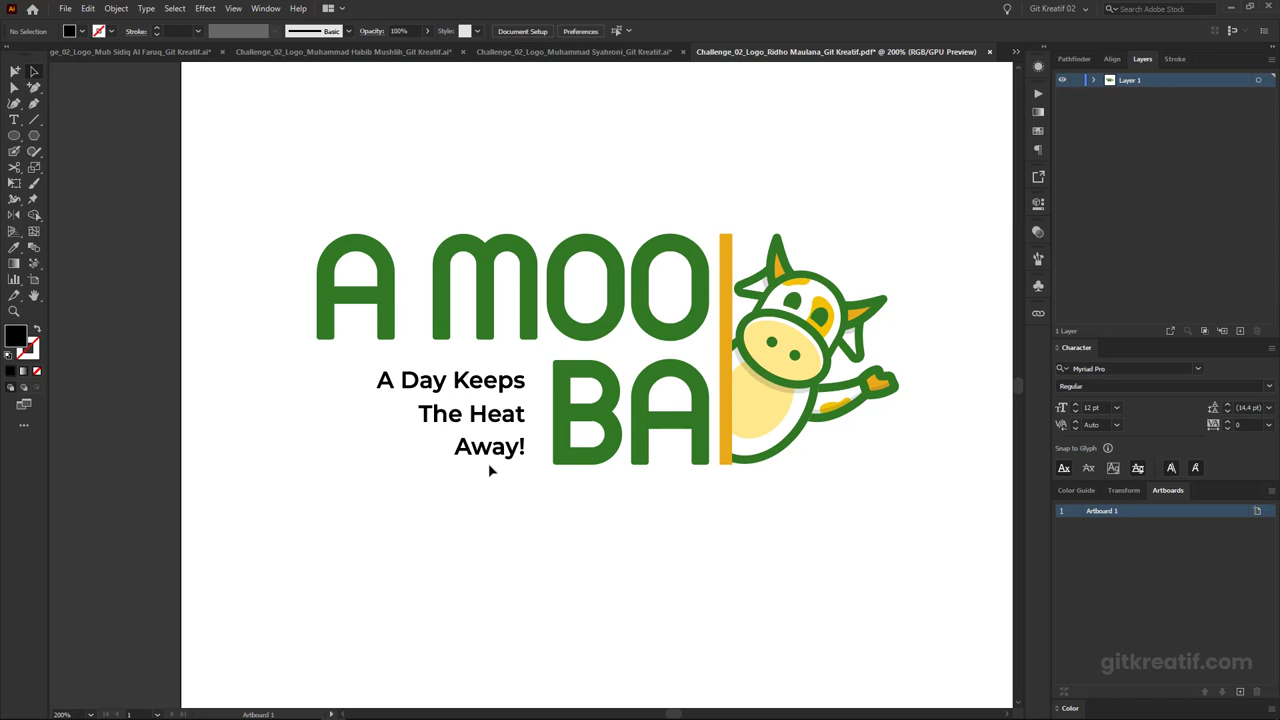 File Edit Object Type Select Effect View Window Help
Git Kreatif 02
Search Adobe Stock
No Selection
Stroke:
Basic
Opacity: 100%
Style:
Document Setup
Preferences
ge_02_Logo_Muh Sidiq Al Faruq_Git Kreatif.ai*
Challenge_02_Logo_Muhammad Habib Mushlih_Git Kreatif.ai*
Challenge_02_Logo_Muhammad Syahroni_Git Kreatif.ai*
Challenge_02_Logo_Ridho Maulana_Git Kreatif.pdf* @ 200% (RGB/GPU Preview)
Pathfinder Align Layers Stroke
Layer 1
A MOO
BA
A Day Keeps
The Heat
Away!
1 Layer
Character
Myriad Pro
Regular
12 pt
(14,4 pt)
Auto
0
Snap to Glyph
Color Guide Transform Artboards
1 Artboard 1
gitkreatif.com
Color
200%
1
Artboard 1